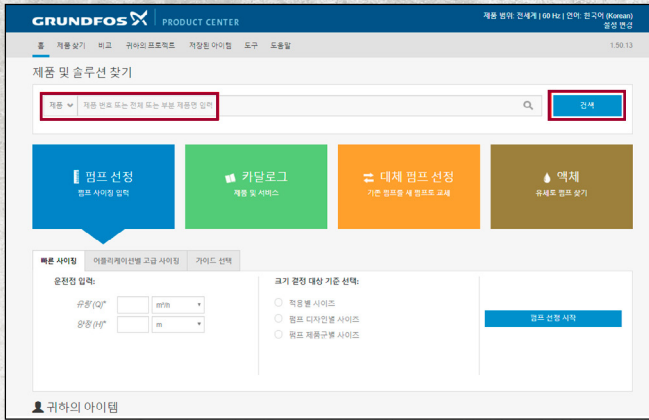 GRUNDFOS X PRODUCT CENTER
제품 범위: 전세계 | 60 Hz | 언어: 한국어 (Korean)
설정 변경
홈 제품 찾기 비교 귀하의 프로젝트 저장된 아이템 도구 도움말 1.50.13
제품 및 솔루션 찾기
제품 제품 번호 또는 전체 또는 부분 제품명 입력 검색
펌프 선정 카달로그 대체 펌프 선정 액체
펌프 사이징 입력 제품 및 서비스 기존 펌프를 새 펌프로 교체 유체로 펌프 찾기
빠른 사이징 어플리케이션별 고급 사이징 가이드 선택
운전점 입력: 크기 결정 대상 기준 선택:
유량 (Q)* m³/h 적용별 사이즈
펌프 디자인별 사이즈 펌프 선정 시작
양정 (H)* m
펌프 제품군별 사이즈
귀하의 아이템